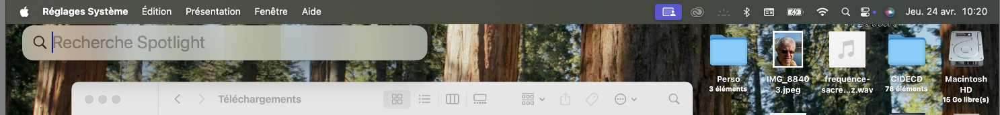 Réglages Système Édition Présentation Fenêtre Aide Jeu. 24 avr. 10:20
Recherche Spotlight
Téléchargements
Perso
3 éléments
IMG_8840
3.jpeg
frequence-
sacre...z.wav
CIDECD
78 éléments
Macintosh
HD
15 Go libre(s)